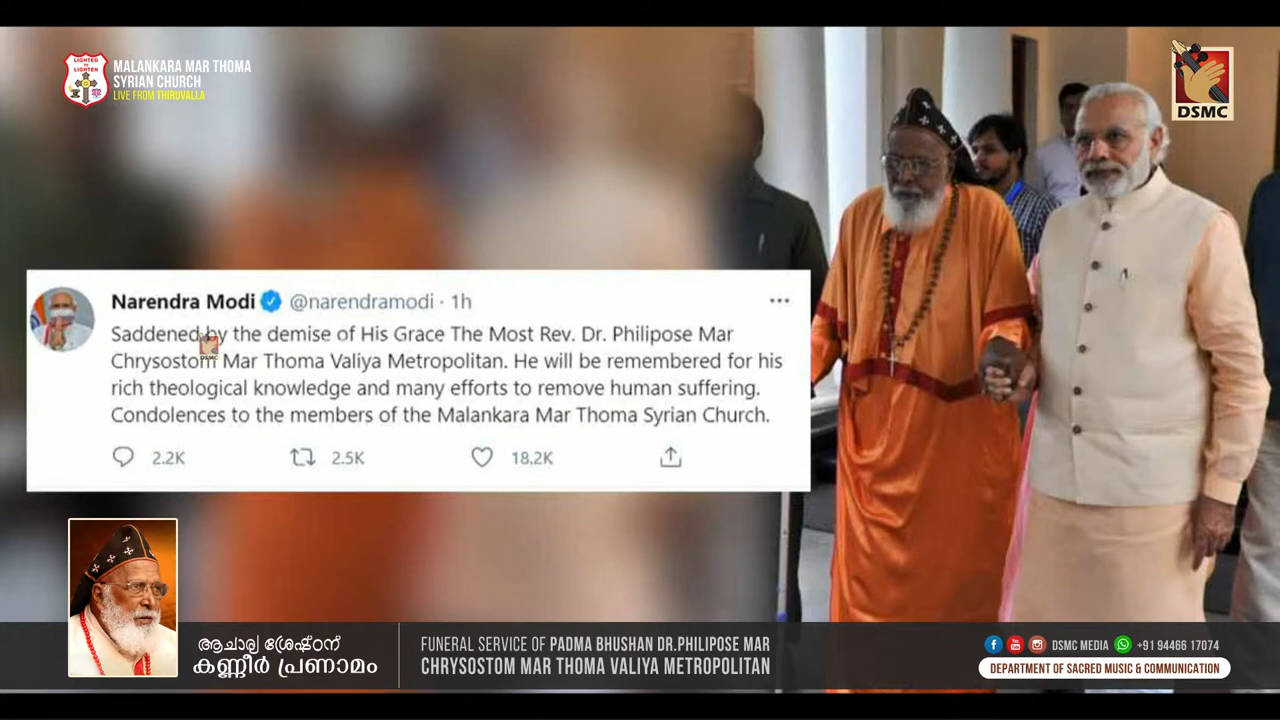 LIGHTED
TO
LIGHTEN
MALANKARA MAR THOMA
SYRIAN CHURCH
LIVE FROM THIRUVALLA
DSMC
Narendra Modi @narendramodi · 1h
Saddened by the demise of His Grace The Most Rev. Dr. Philipose Mar
Chrysostom Mar Thoma Valiya Metropolitan. He will be remembered for his
rich theological knowledge and many efforts to remove human suffering.
Condolences to the members of the Malankara Mar Thoma Syrian Church.
2.2K 2.5K 18.2K
DSMC
ആചാര്യ ശ്രേഷ്ഠന്
കണ്ണീർ പ്രണാമം
FUNERAL SERVICE OF PADMA BHUSHAN DR.PHILIPOSE MAR
CHRYSOSTOM MAR THOMA VALIYA METROPOLITAN
DSMC MEDIA +91 94466 17074
DEPARTMENT OF SACRED MUSIC & COMMUNICATION